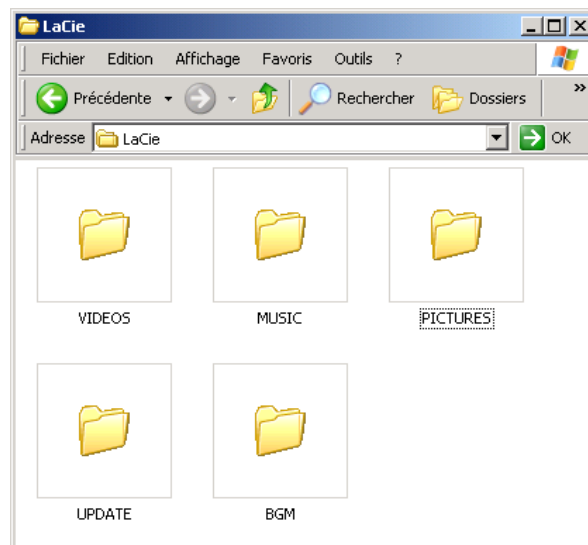 LaCie
Fichier Edition Affichage Favoris Outils ?
Précédente Rechercher Dossiers »
Adresse LaCie OK
VIDEOS MUSIC PICTURES
UPDATE BGM